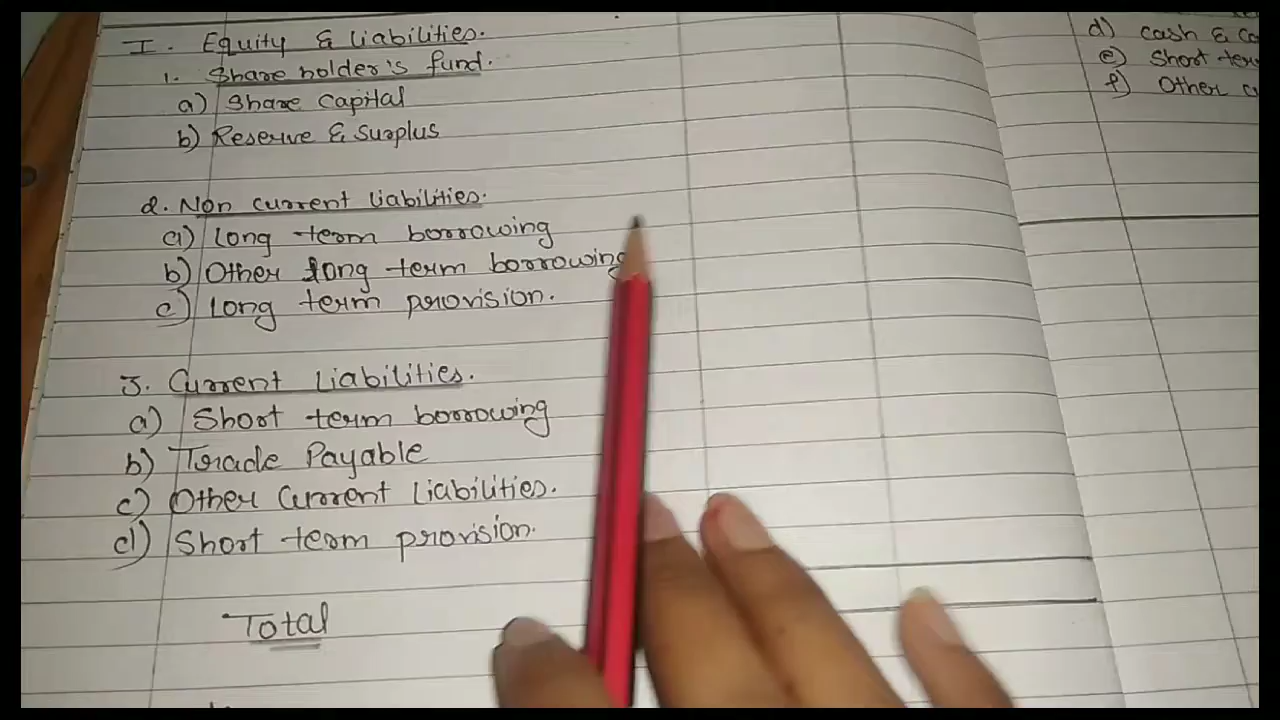 I. Equity & liabilities.
1. Share holder's fund.
a) Share capital
b) Reserve & Surplus
2. Non current liabilities.
a) Long term borrowing
b) Other long term borrowing
c) Long term provision.
3. Current liabilities.
a) Short term borrowing
b) Trade Payable
c) Other current liabilities.
d) Short term provision.
Total
d) cash &
e) Short
f) Other